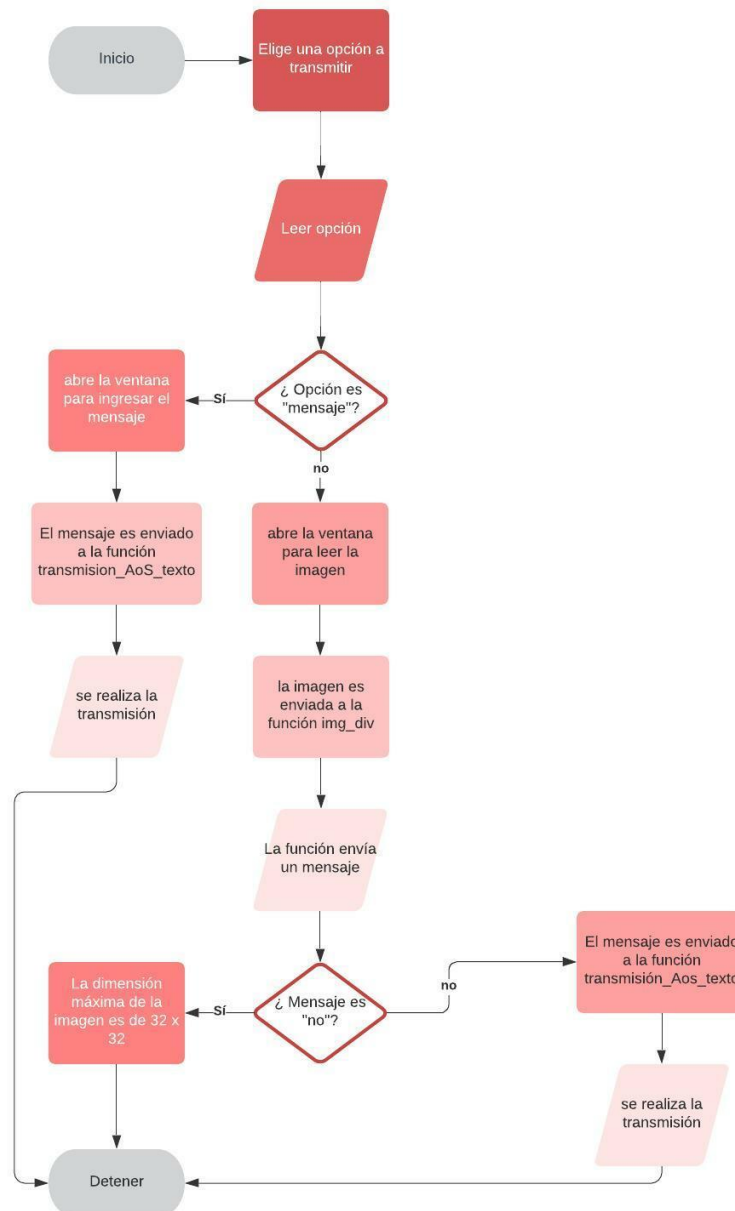 Inicio
Elige una opción a
transmitir
Leer opción
¿ Opción es
"mensaje"?
Sí
abre la ventana
para ingresar el
mensaje
no
El mensaje es enviado
a la función
transmision_AoS_texto
abre la ventana
para leer la
imagen
se realiza la
transmisión
la imagen es
enviada a la
función img_div
La función envía
un mensaje
¿ Mensaje es
"no"?
Sí
La dimensión
máxima de la
imagen es de 32 x
32
no
El mensaje es enviado
a la función
transmisión_Aos_texto
se realiza la
transmisión
Detener